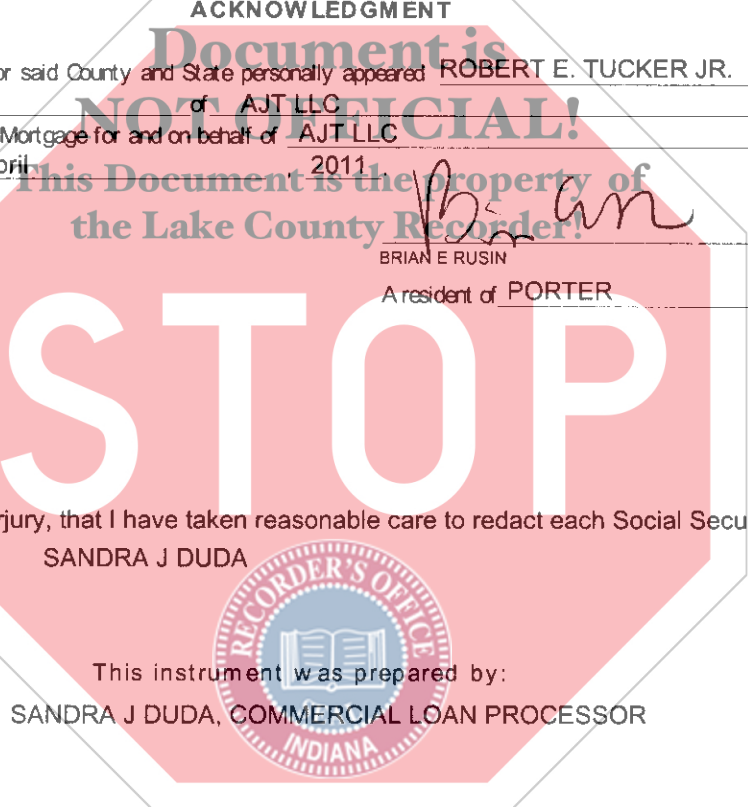 ACKNOWLEDGMENT
Document is
or said County and State personally appeared ROBERT E. TUCKER JR.
NOT OFFICIAL!
of AJT LLC
Mortgage for and on behalf of AJT LLC
pril , 2011 .
This Document is the property of
the Lake County Recorder!
BRIAN E RUSIN
A resident of PORTER
STOP
rjury, that I have taken reasonable care to redact each Social Secu
SANDRA J DUDA
RECORDER'S OFFICE
This instrument was prepared by:
SANDRA J DUDA, COMMERCIAL LOAN PROCESSOR
INDIANA